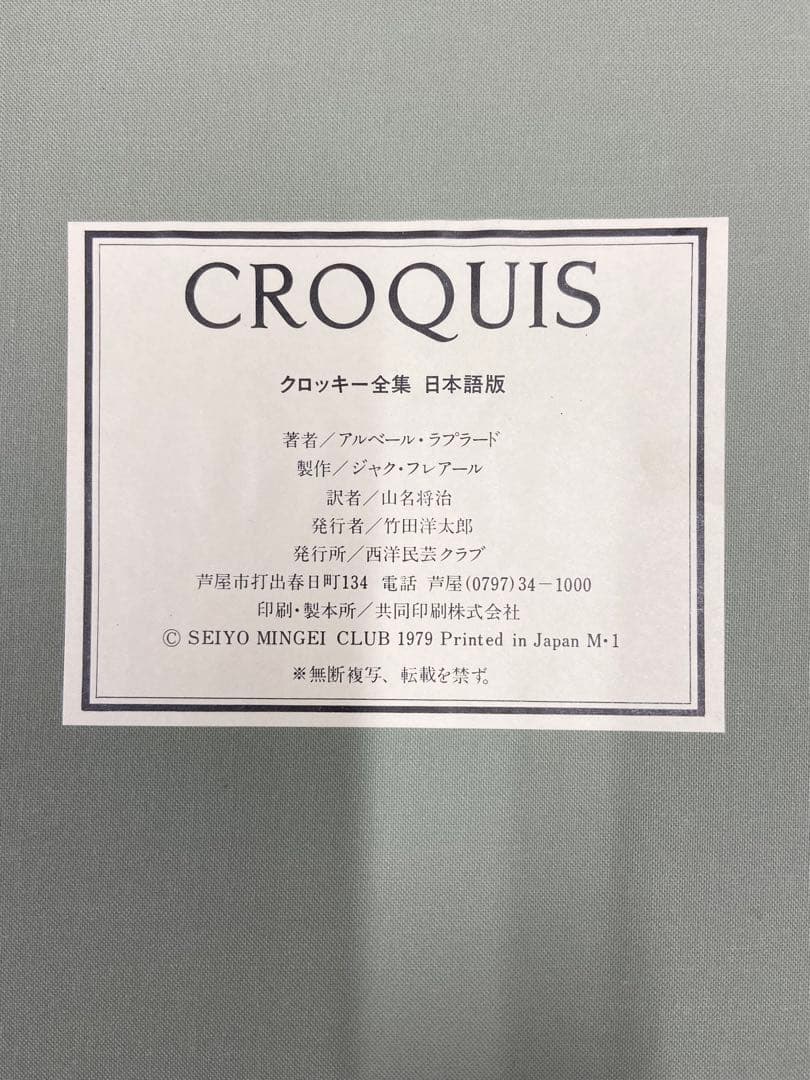 CROQUIS
クロッキー全集 日本語版
著者／アルベール・ラプラード
製作／ジャク・フレアール
訳者／山名将治
発行者／竹田洋太郎
発行所／西洋民芸クラブ
芦屋市打出春日町134 電話 芦屋(0797)34－1000
印刷・製本所／共同印刷株式会社
Ⓒ SEIYO MINGEI CLUB 1979 Printed in Japan M・1
※無断複写、転載を禁ず。